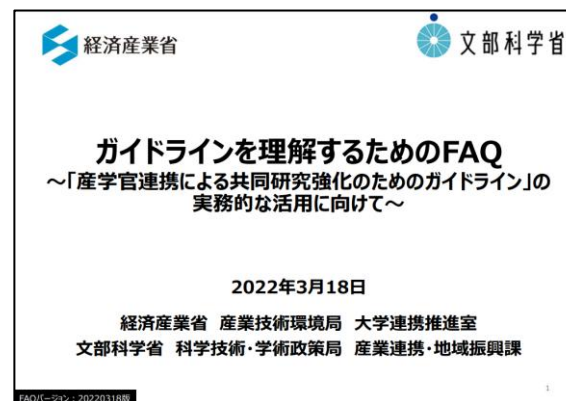 経済産業省
文部科学省
ガイドラインを理解するためのFAQ
～「産学官連携による共同研究強化のためのガイドライン」の
実務的な活用に向けて～
2022年3月18日
経済産業省 産業技術環境局 大学連携推進室
文部科学省 科学技術・学術政策局 産業連携・地域振興課
1
FAQバージョン：20220318版